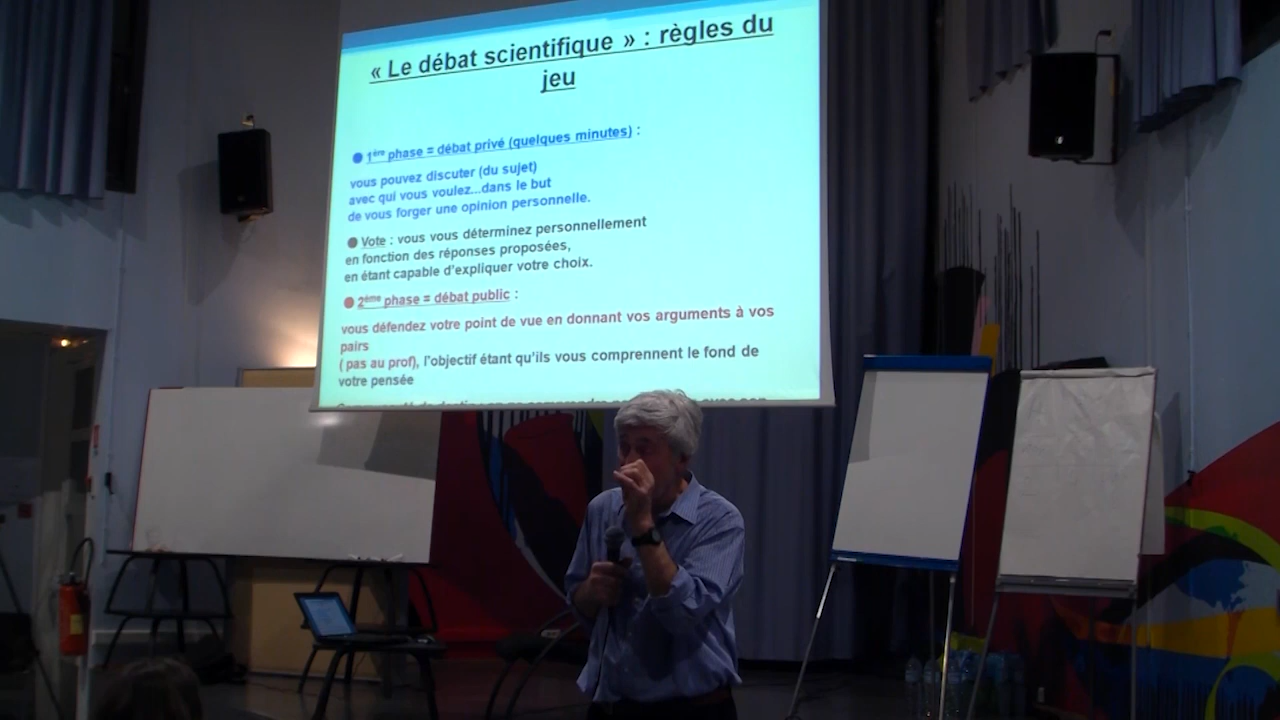 « Le débat scientifique » : règles du
jeu
● 1ère phase = débat privé (quelques minutes) :
vous pouvez discuter (du sujet)
avec qui vous voulez...dans le but
de vous forger une opinion personnelle.
● Vote : vous vous déterminez personnellement
en fonction des réponses proposées,
en étant capable d'expliquer votre choix.
● 2ème phase = débat public :
vous défendez votre point de vue en donnant vos arguments à vos
pairs
( pas au prof), l'objectif étant qu'ils vous comprennent le fond de
votre pensée